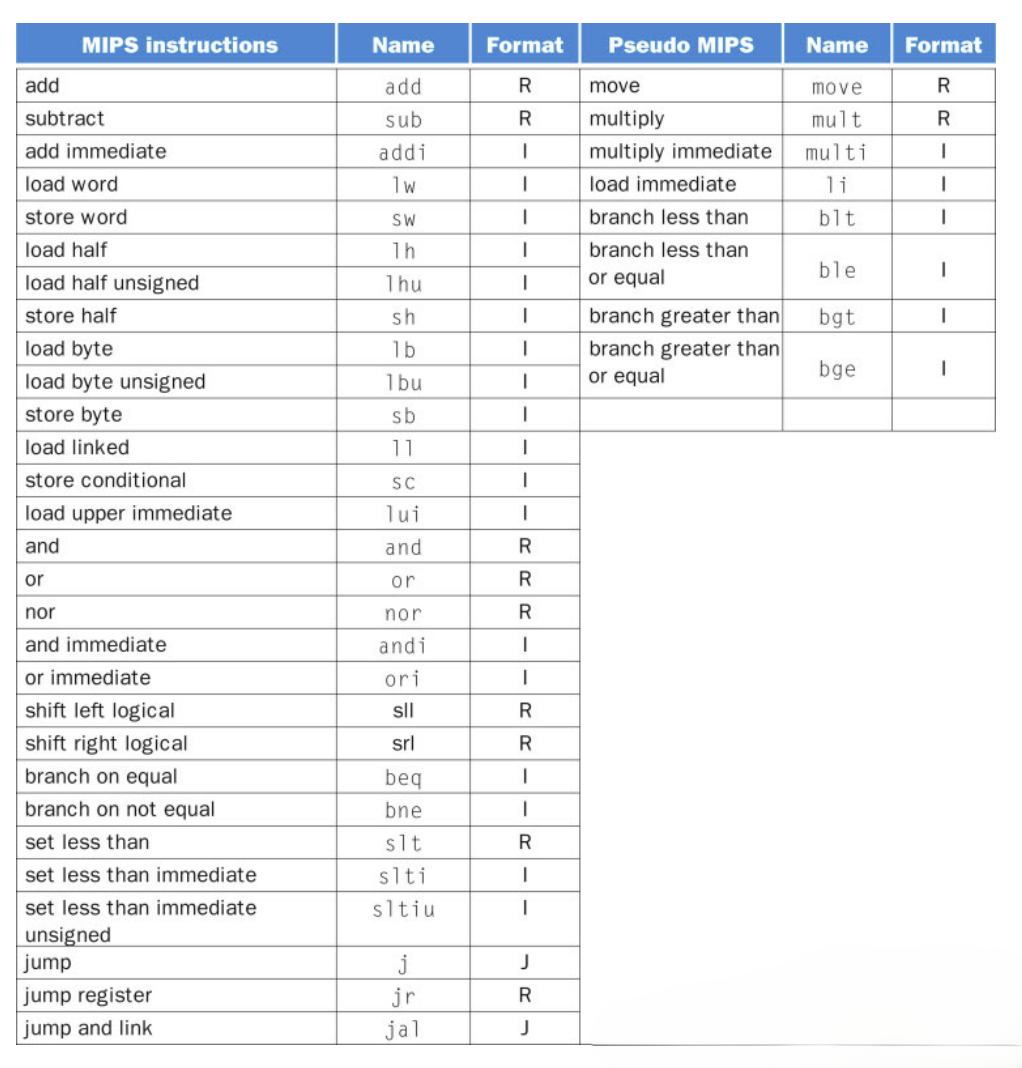 MIPS instructions Name Format Pseudo MIPS Name Format
add add R move move R
subtract sub R multiply mult R
add immediate addi I multiply immediate multi I
load word lw I load immediate li I
store word sw I branch less than blt I
load half lh I branch less than
or equal ble I
load half unsigned lhu I
store half sh I branch greater than bgt I
load byte lb I branch greater than
or equal bge I
load byte unsigned lbu I
store byte sb I
load linked ll I
store conditional sc I
load upper immediate lui I
and and R
or or R
nor nor R
and immediate andi I
or immediate ori I
shift left logical sll R
shift right logical srl R
branch on equal beq I
branch on not equal bne I
set less than slt R
set less than immediate slti I
set less than immediate
unsigned sltiu I
jump j J
jump register jr R
jump and link jal J